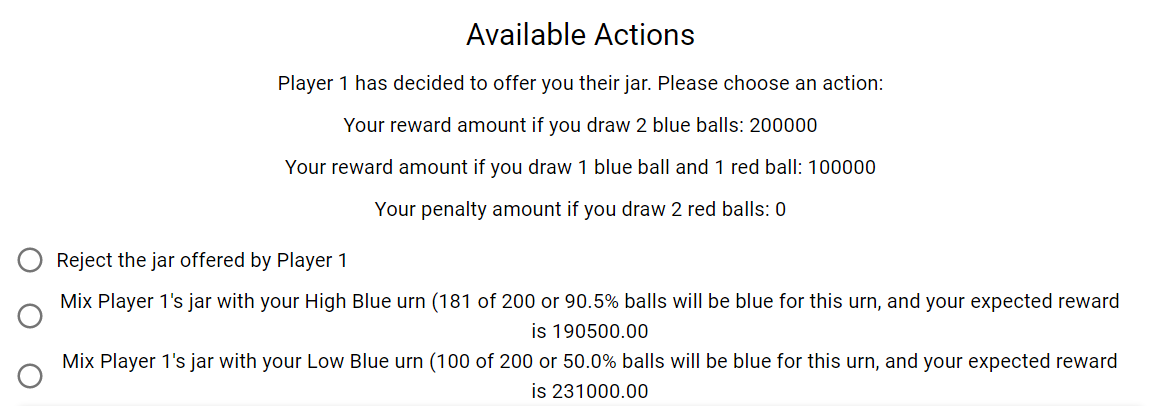 Available Actions
Player 1 has decided to offer you their jar. Please choose an action:
Your reward amount if you draw 2 blue balls: 200000
Your reward amount if you draw 1 blue ball and 1 red ball: 100000
Your penalty amount if you draw 2 red balls: 0
Reject the jar offered by Player 1
Mix Player 1's jar with your High Blue urn (181 of 200 or 90.5% balls will be blue for this urn, and your expected reward
is 190500.00
Mix Player 1's jar with your Low Blue urn (100 of 200 or 50.0% balls will be blue for this urn, and your expected reward
is 231000.00